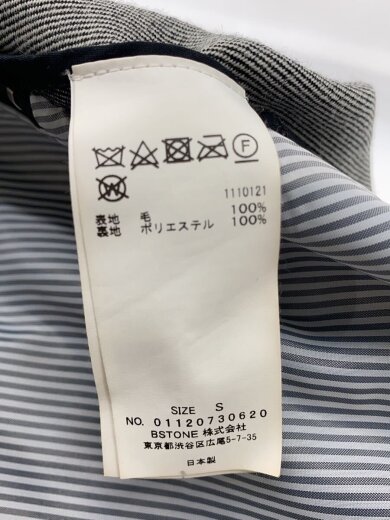 F
W
1110121
表地 毛 100%
裏地 ポリエステル 100%
SIZE S
NO. 01120730620
BSTONE 株式会社
東京都渋谷区広尾5-7-35
日本製